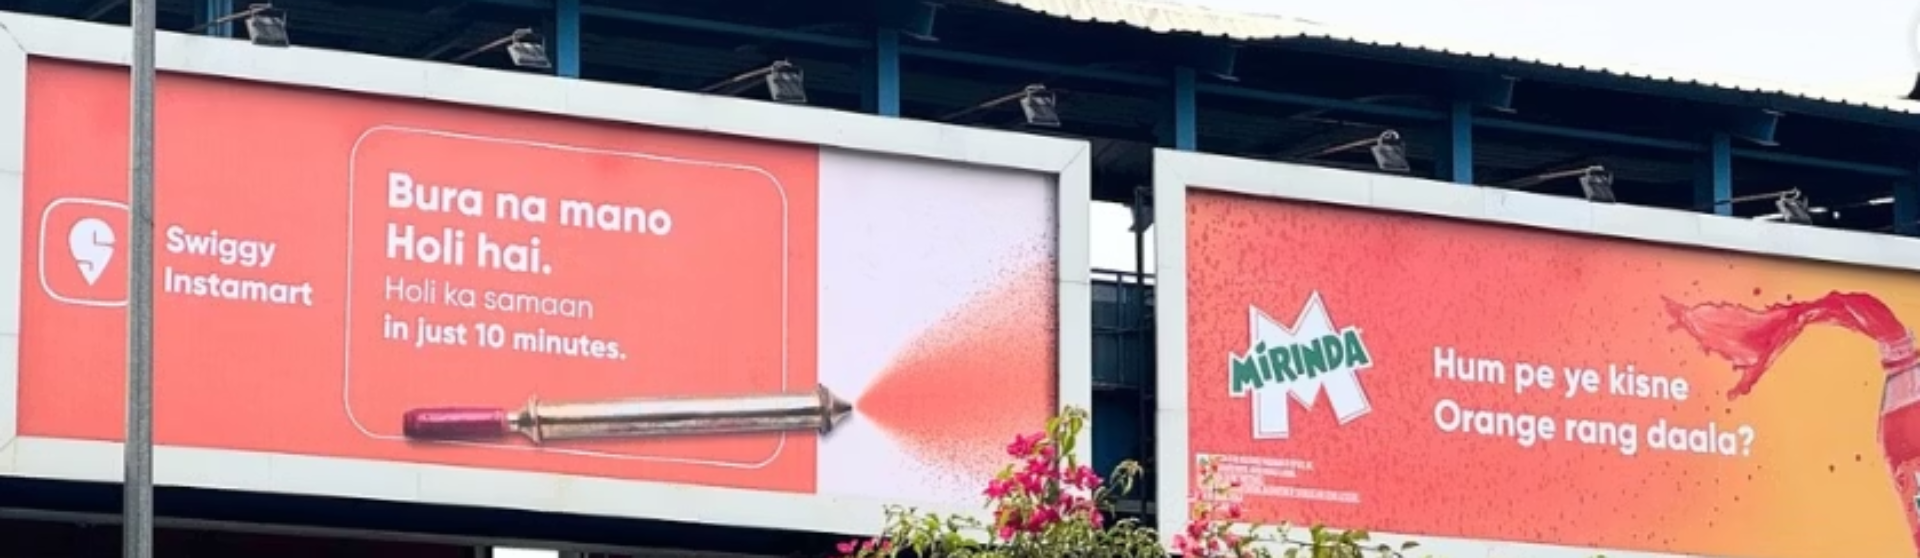 Swiggy
Instamart
Bura na mano
Holi hai.
Holi ka samaan
in just 10 minutes.
MIRINDA
Hum pe ye kisne
Orange rang daala?